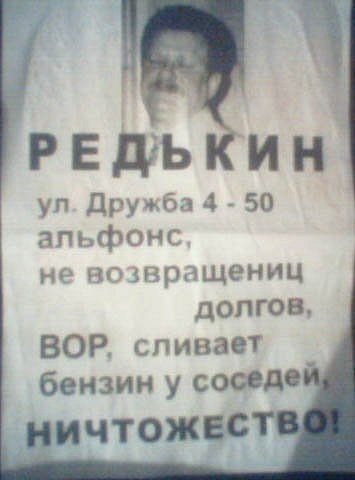 РЕДЬКИН
ул. Дружба 4 - 50
альфонс,
не возвращениц
долгов,
ВОР, сливает
бензин у соседей,
НИЧТОЖЕСТВО!